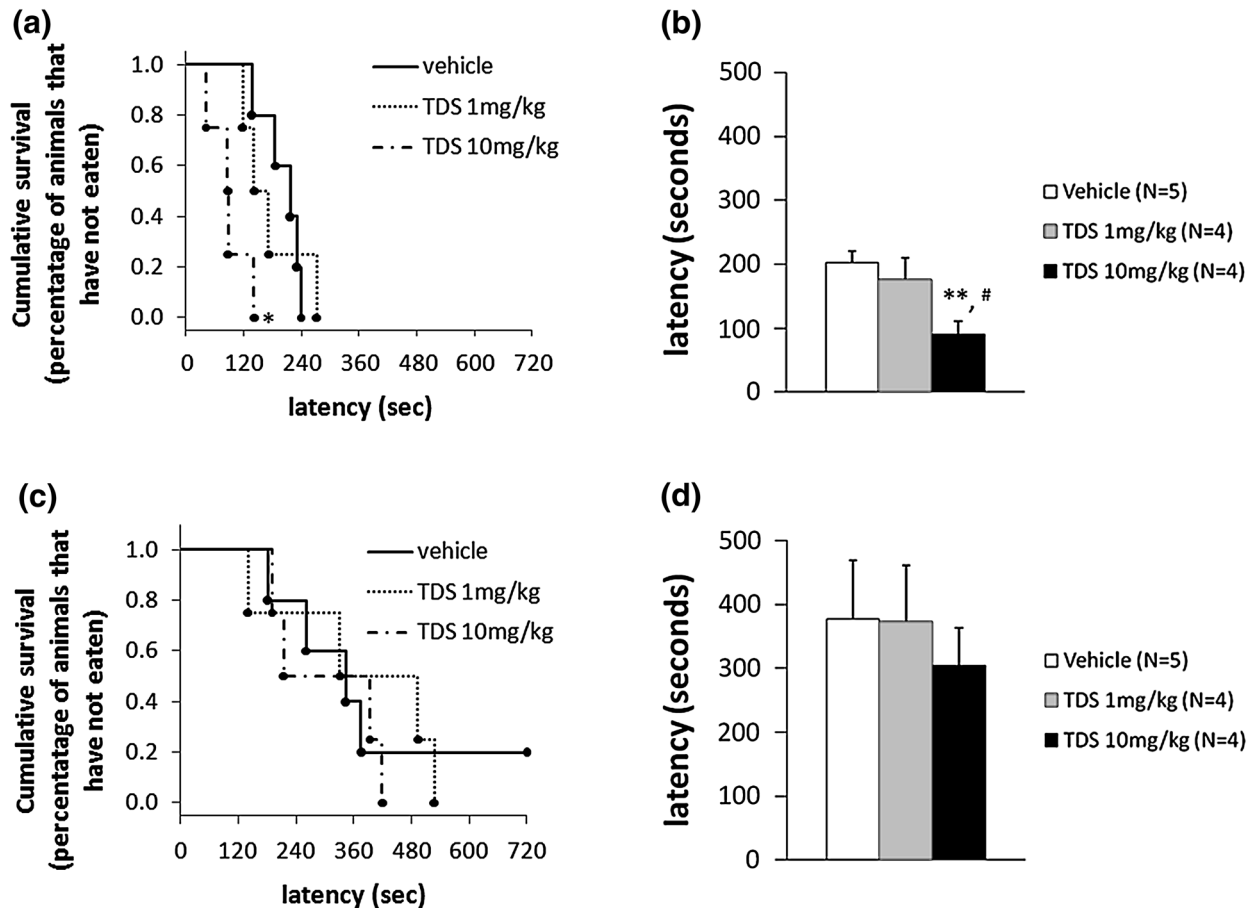 (a)
Cumulative survival
(percentatage of animals that
have not eaten)
1.0
0.8
0.6
0.4
0.2
0.0
0 120 240 360 480 600 720
latency (sec)
vehicle
TDS 1mg/kg
TDS 10mg/kg
*
(b)
latency (seconds)
500
400
300
200
100
0
**, #
Vehicle (N=5)
TDS 1mg/kg (N=4)
TDS 10mg/kg (N=4)
(c)
Cumulative survival
(percentatage of animals that
have not eaten)
1.0
0.8
0.6
0.4
0.2
0.0
0 120 240 360 480 600 720
latency (sec)
vehicle
TDS 1mg/kg
TDS 10mg/kg
(d)
latency (seconds)
500
400
300
200
100
0
Vehicle (N=5)
TDS 1mg/kg (N=4)
TDS 10mg/kg (N=4)